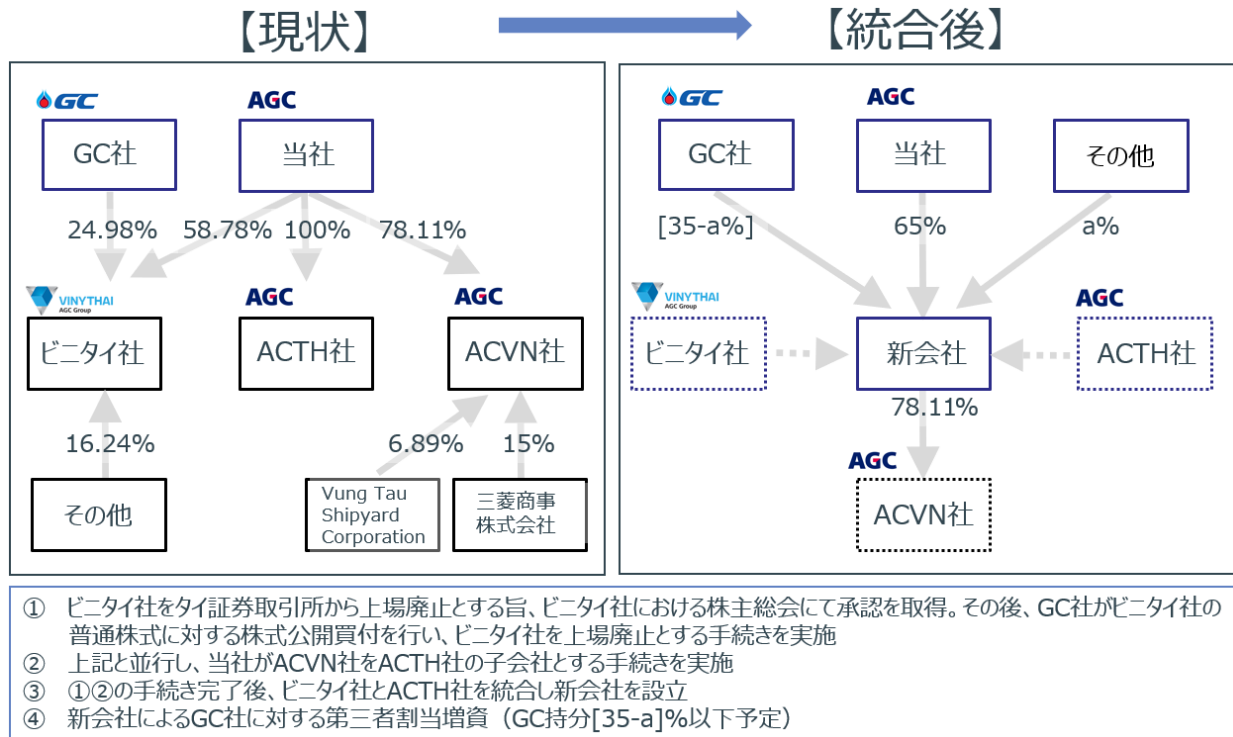 【現状】
【統合後】
GC
AGC
GC社
当社
24.98%
58.78%
100%
78.11%
VINYTHAI
AGC Group
AGC
AGC
ビニタイ社
ACTH社
ACVN社
16.24%
6.89%
15%
その他
Vung Tau
Shipyard
Corporation
三菱商事
株式会社
GC
AGC
GC社
当社
その他
[35-a%]
65%
a%
VINYTHAI
AGC Group
AGC
ビニタイ社
新会社
ACTH社
78.11%
AGC
ACVN社
① ビニタイ社をタイ証券取引所から上場廃止とする旨、ビニタイ社における株主総会にて承認を取得。その後、GC社がビニタイ社の
普通株式に対する株式公開買付を行い、ビニタイ社を上場廃止とする手続きを実施
② 上記と並行し、当社がACVN社をACTH社の子会社とする手続きを実施
③ ①②の手続き完了後、ビニタイ社とACTH社を統合し新会社を設立
④ 新会社によるGC社に対する第三者割当増資（GC持分[35-a]%以下予定）